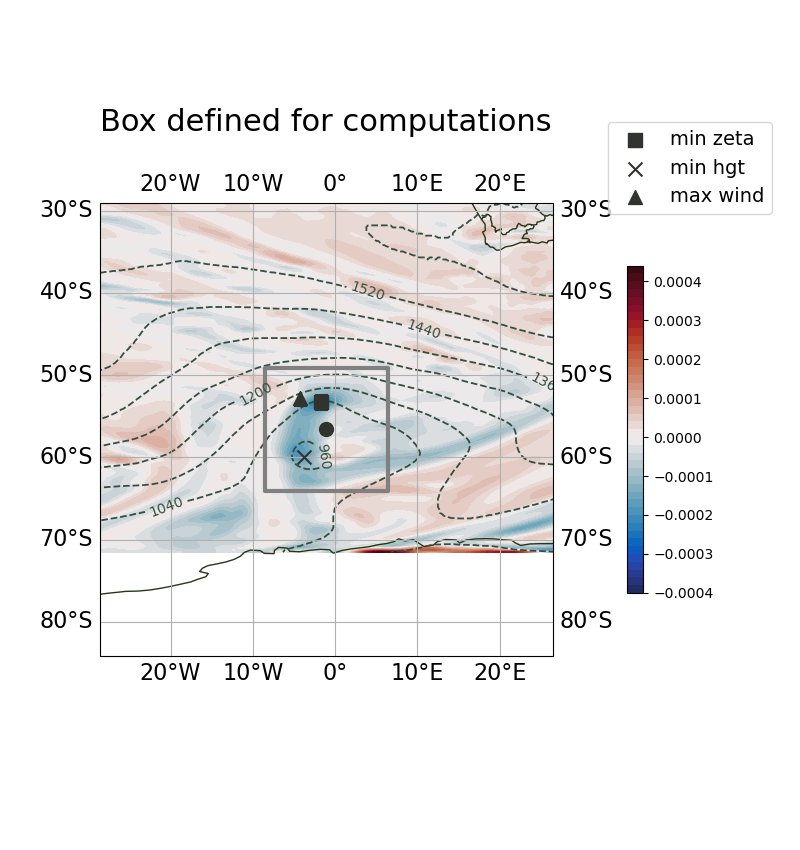 Box defined for computations
min zeta
min hgt
max wind
20°W 10°W 0° 10°E 20°E
30°S 30°S
40°S 40°S
50°S 50°S
60°S 60°S
70°S 70°S
80°S 80°S
20°W 10°W 0° 10°E 20°E
1520
1440
136
1200
960
1040
0.0004
0.0003
0.0002
0.0001
0.0000
−0.0001
−0.0002
−0.0003
−0.0004